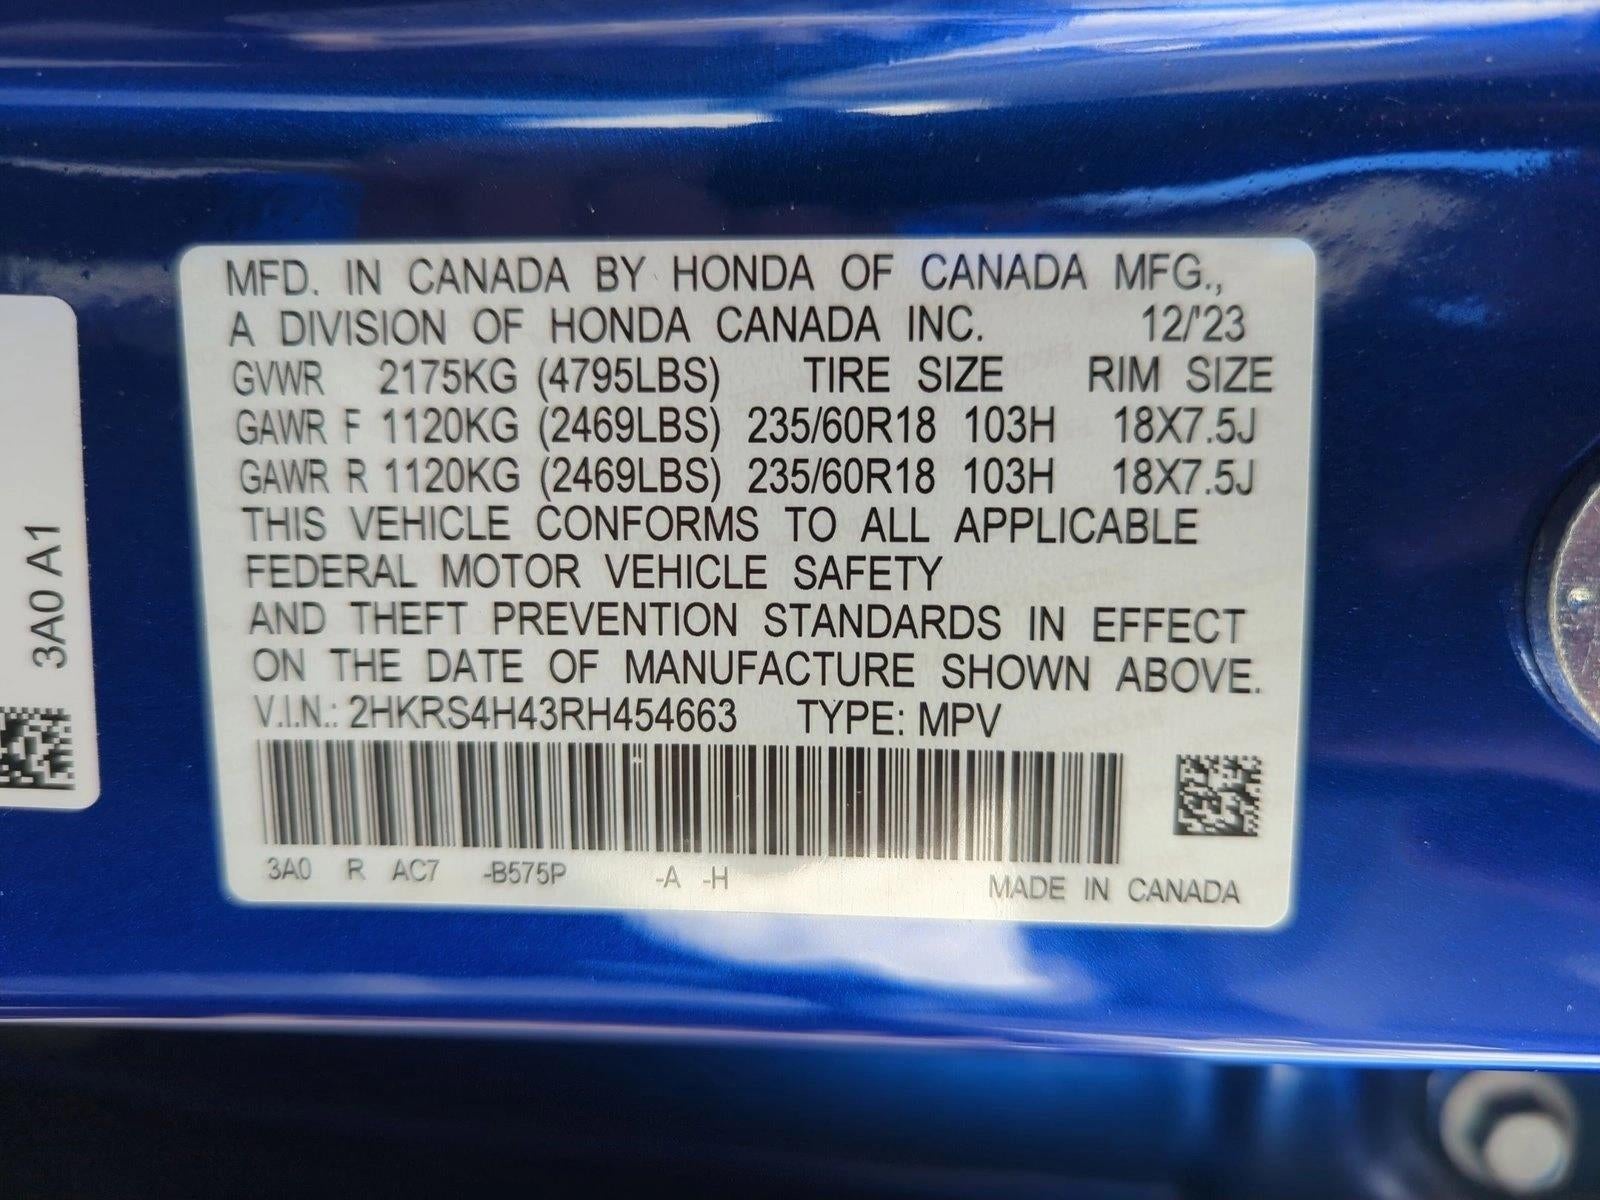 MFD. IN CANADA BY HONDA OF CANADA MFG.,
A DIVISION OF HONDA CANADA INC. 12/'23
GVWR 2175KG (4795LBS) TIRE SIZE RIM SIZE
GAWR F 1120KG (2469LBS) 235/60R18 103H 18X7.5J
GAWR R 1120KG (2469LBS) 235/60R18 103H 18X7.5J
THIS VEHICLE CONFORMS TO ALL APPLICABLE
FEDERAL MOTOR VEHICLE SAFETY
AND THEFT PREVENTION STANDARDS IN EFFECT
ON THE DATE OF MANUFACTURE SHOWN ABOVE.
V.I.N.: 2HKRS4H43RH454663 TYPE: MPV
3A0 R AC7 -B575P -A -H MADE IN CANADA
3A0 A1